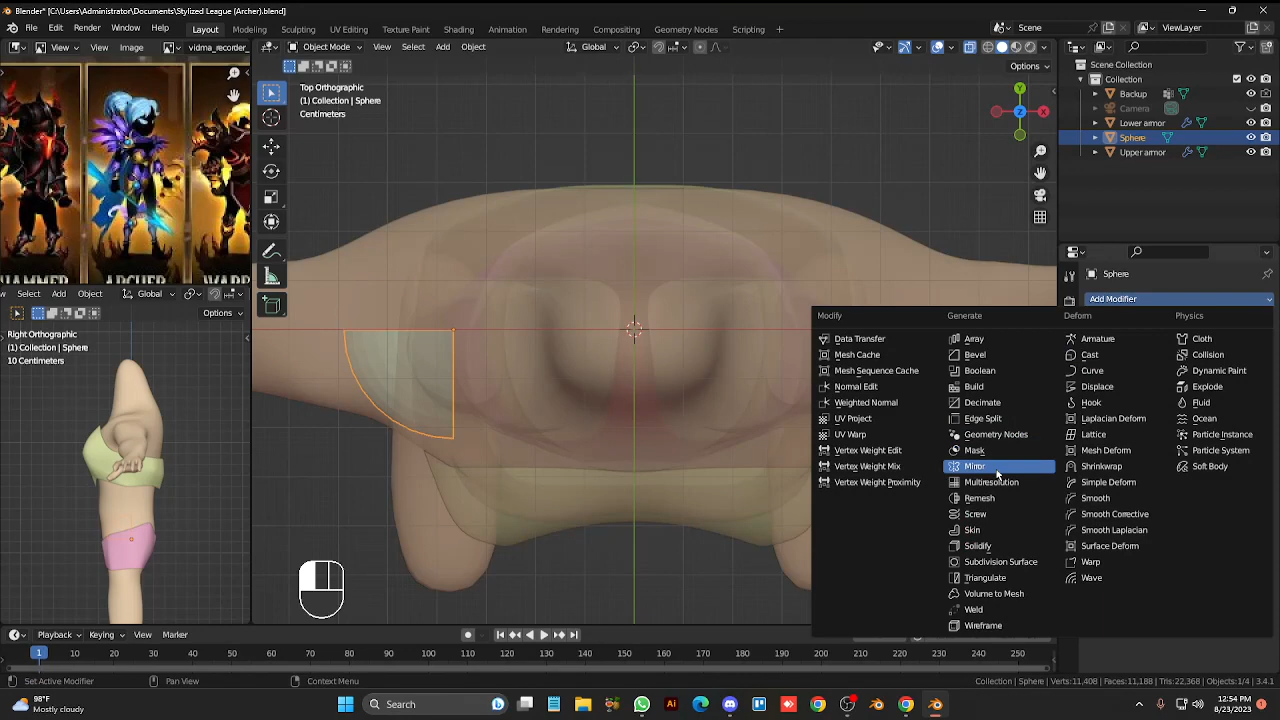 Blender* [D:\Administrator\Documents\Stylized League (Archer).blend]
File Edit Render Window Help
Layout Modeling Sculpting UV Editing Texture Paint Shading Animation Rendering Compositing Geometry Nodes Scripting +
Scene ViewLayer
View View Image vidma_recorder_
Object Mode View Select Add Object Global
Options
Top Orthographic
(1) Collection | Sphere
Centimeters
Scene Collection
Collection
Backup
Camera
Lower armor
Sphere
Upper armor
ARCHER
Select Add Object Global
Options
Right Orthographic
(1) Collection | Sphere
10 Centimeters
Sphere
Add Modifier
Modify Generate Deform Physics
Data Transfer Array Armature Cloth
Mesh Cache Bevel Cast Collision
Mesh Sequence Cache Boolean Curve Dynamic Paint
Normal Edit Build Displace Explode
Weighted Normal Decimate Hook Fluid
UV Project Edge Split Laplacian Deform Ocean
UV Warp Geometry Nodes Lattice Particle Instance
Vertex Weight Edit Mask Mesh Deform Particle System
Vertex Weight Mix Mirror Shrinkwrap Soft Body
Vertex Weight Proximity Multiresolution Simple Deform
Remesh Smooth
Screw Smooth Corrective
Skin Smooth Laplacian
Solidify Surface Deform
Subdivision Surface Warp
Triangulate Wave
Volume to Mesh
Weld
Wireframe
Playback Keying View Marker
1 10 20 30 40 50 60 70 80 90 100 110 120 130 140 150 160 170 180 190 200 210 220 230 240 250
Set Active Modifier Pan View Context Menu
Collection | Sphere | Verts:11,408 | Faces:11,188 | Tris:22,368 | Objects:1/4 | 3.4.1
98°F
Mostly cloudy
Search
12:54 PM
8/23/2023